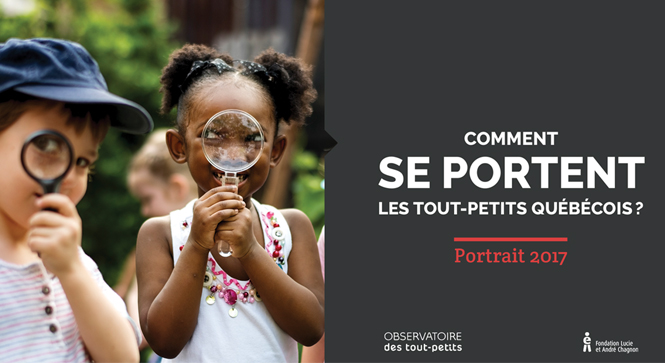 COMMENT
SE PORTENT
LES TOUT-PETITS QUÉBÉCOIS ?
Portrait 2017
OBSERVATOIRE
des tout-petits
Fondation Lucie
et André Chagnon